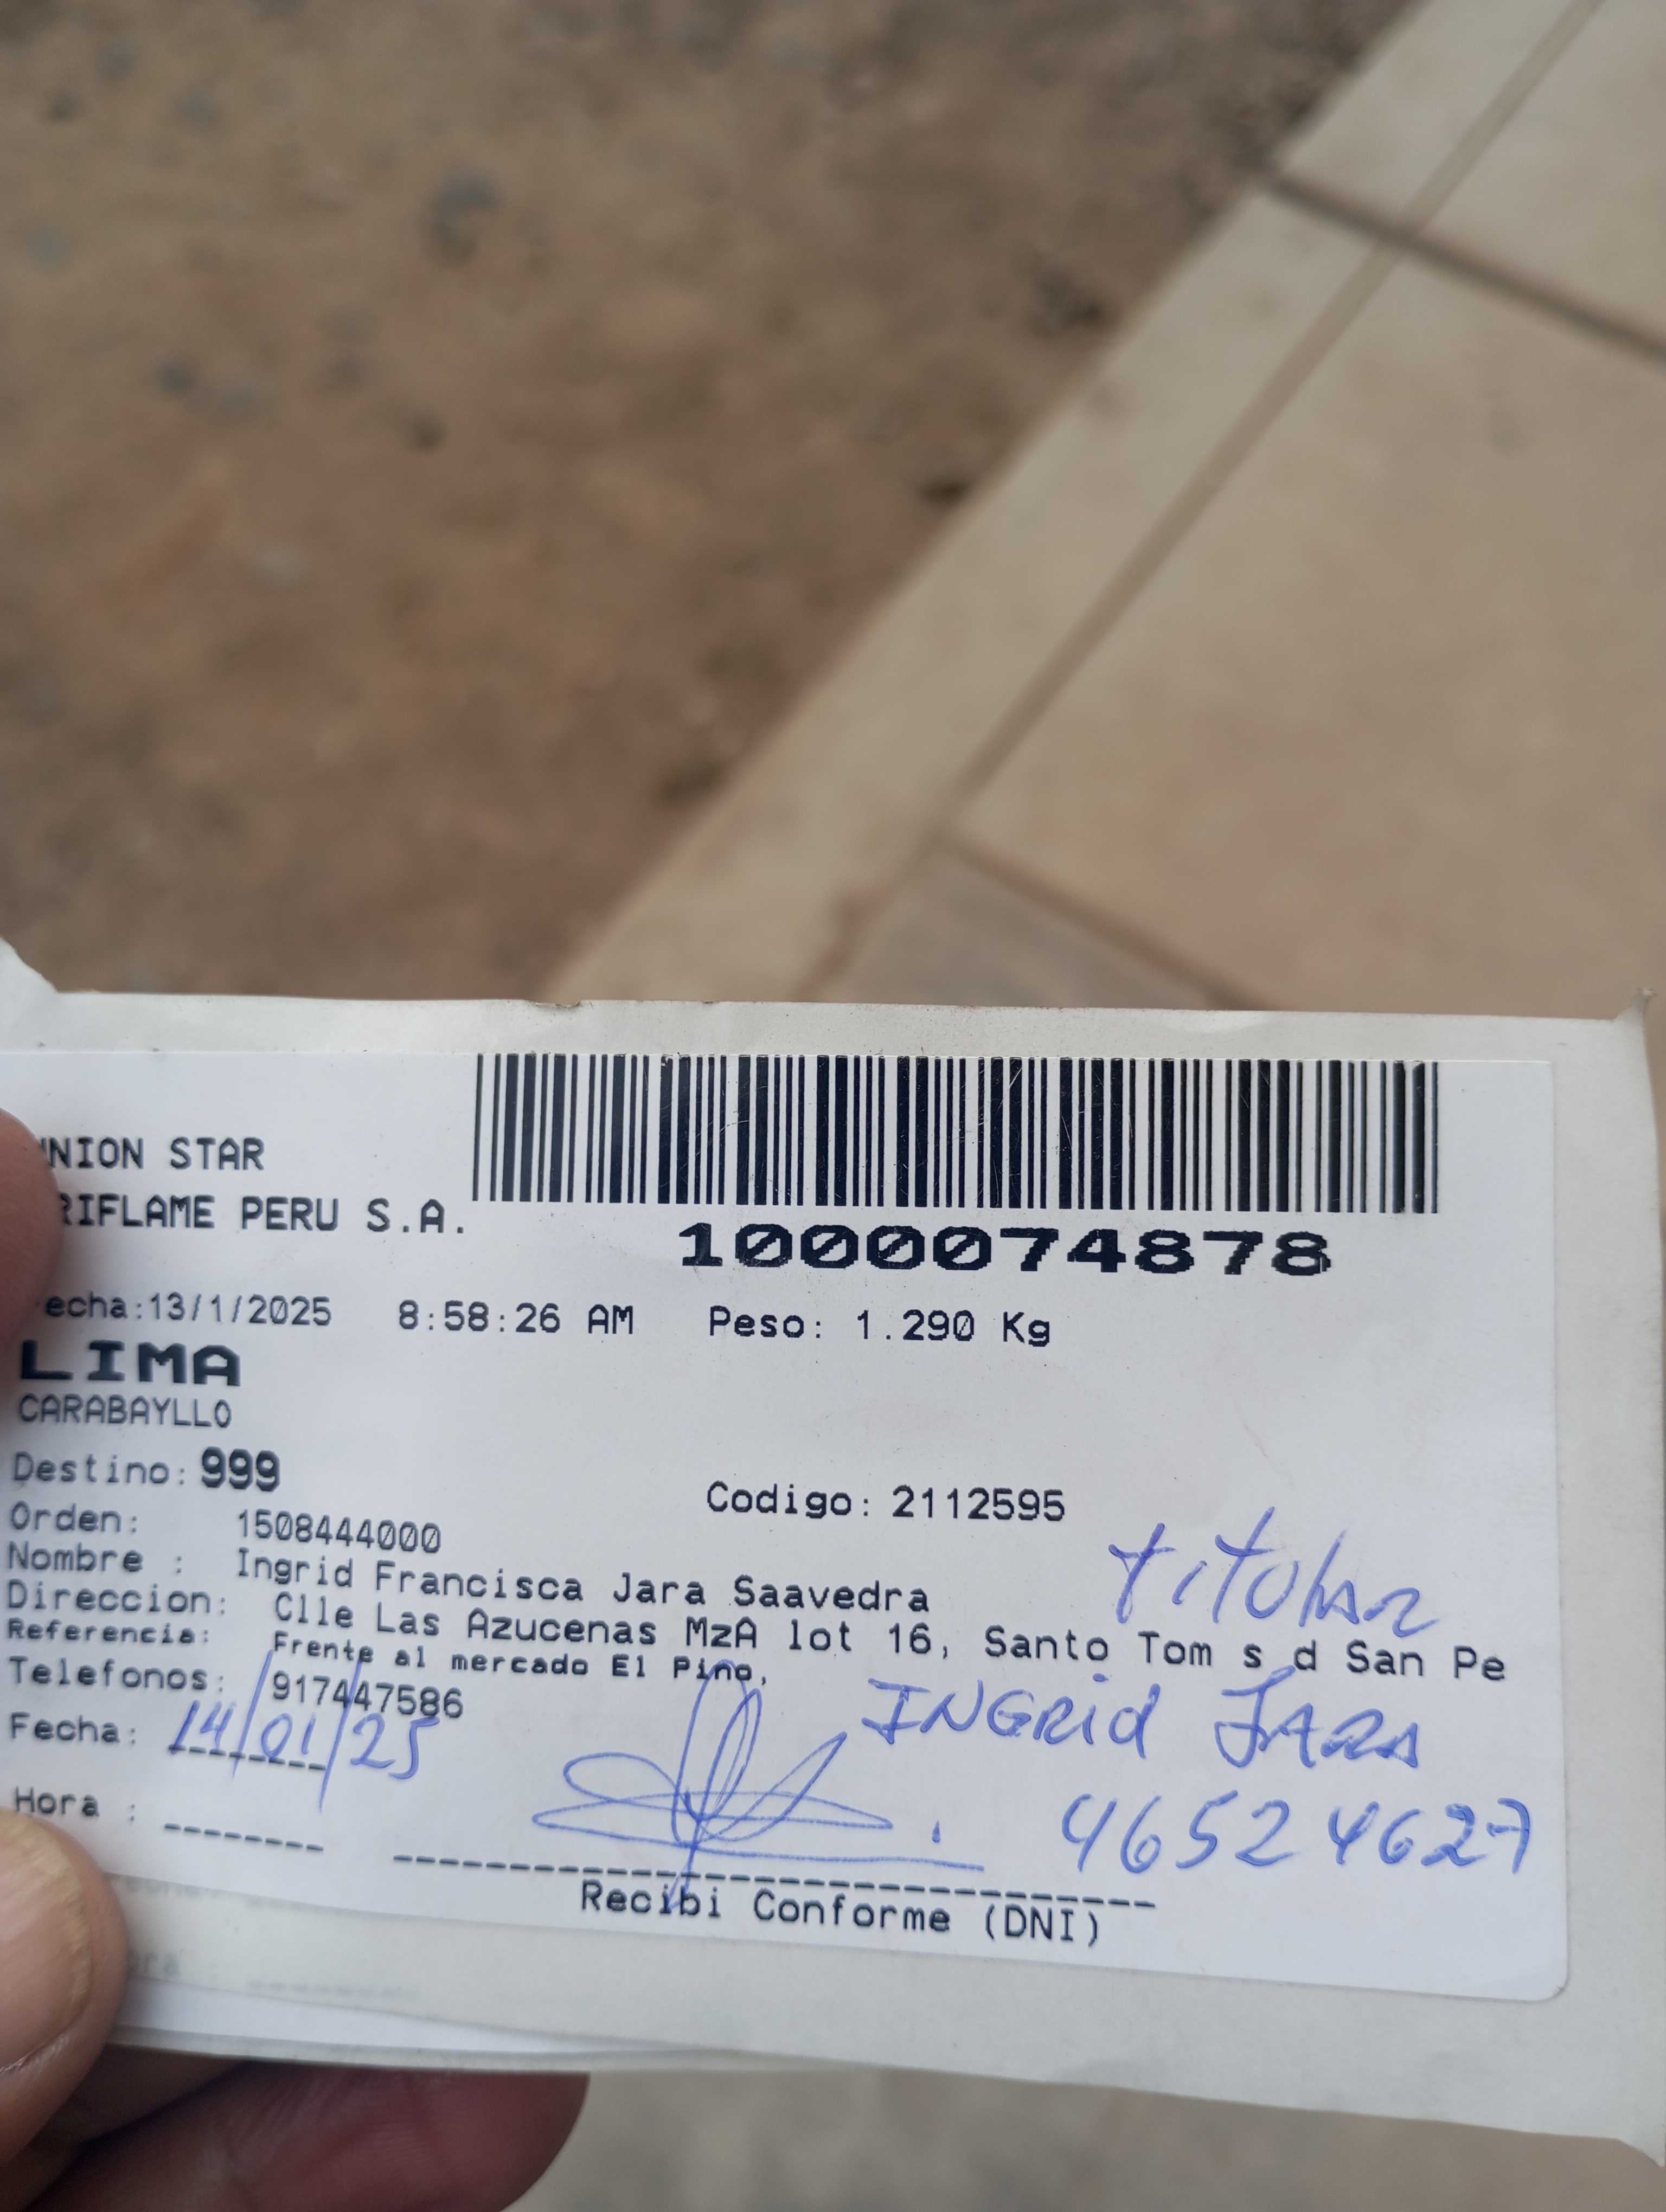 NION STAR
RIFLAME PERU S.A.
1000074878
echa:13/1/2025 8:58:26 AM Peso: 1.290 Kg
LIMA
CARABAYLLO
Destino: 999
Codigo: 2112595
Orden: 1508444000
Nombre : Ingrid Francisca Jara Saavedra
titular
Direccion: Clle Las Azucenas MzA lot 16, Santo Tom s d San Pe
Referencia: Frente al mercado El Pino,
Telefonos: 917447586
INGRid JARA
Fecha: 14/01/25
Hora : --------
46524627
Recibi Conforme (DNI)